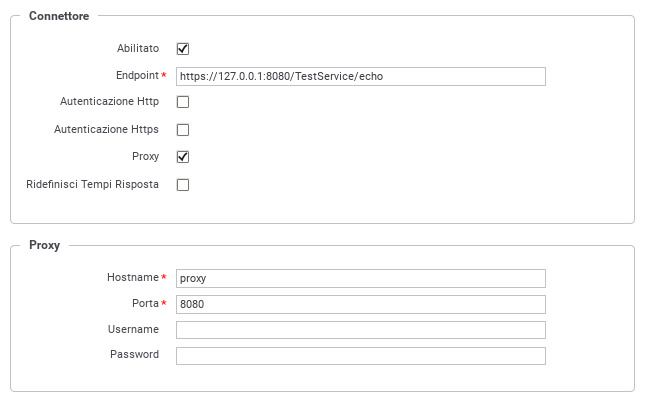 Connettore
Abilitato
Endpoint * https://127.0.0.1:8080/TestService/echo
Autenticazione Http
Autenticazione Https
Proxy
Ridefinisci Tempi Risposta
Proxy
Hostname * proxy
Porta * 8080
Username
Password